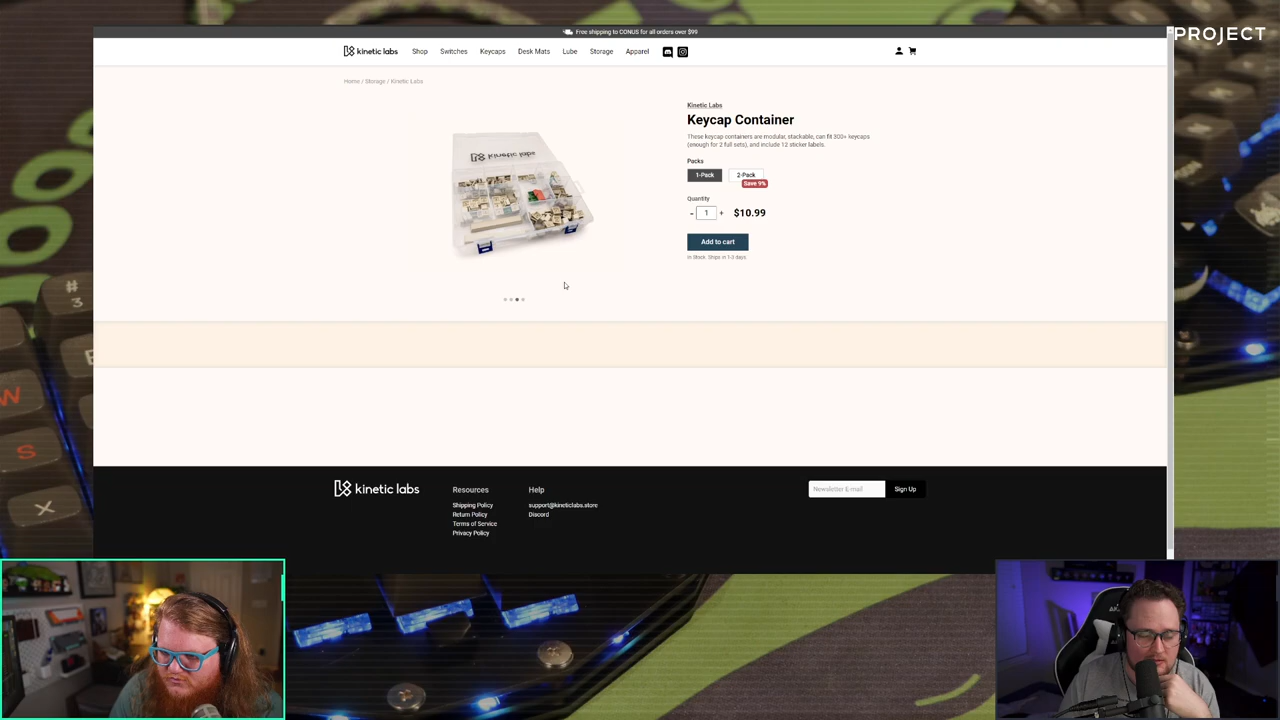 Free shipping to CONUS for all orders over $99
PROJECT
kinetic labs
Shop
Switches
Keycaps
Desk Mats
Lube
Storage
Apparel
Home / Storage / Kinetic Labs
Kinetic Labs
Keycap Container
These keycap containers are modular, stackable, can fit 300+ keycaps
(enough for 2 full sets), and include 12 sticker labels.
Packs
1-Pack
2-Pack
Save 9%
Quantity
- 1 +
$10.99
Add to cart
In Stock. Ships in 1-3 days.
kinetic labs
#
3
W
S
X
kinetic labs
Resources
Shipping Policy
Return Policy
Terms of Service
Privacy Policy
Help
support@kineticlabs.store
Discord
Newsletter E-mail
Sign Up